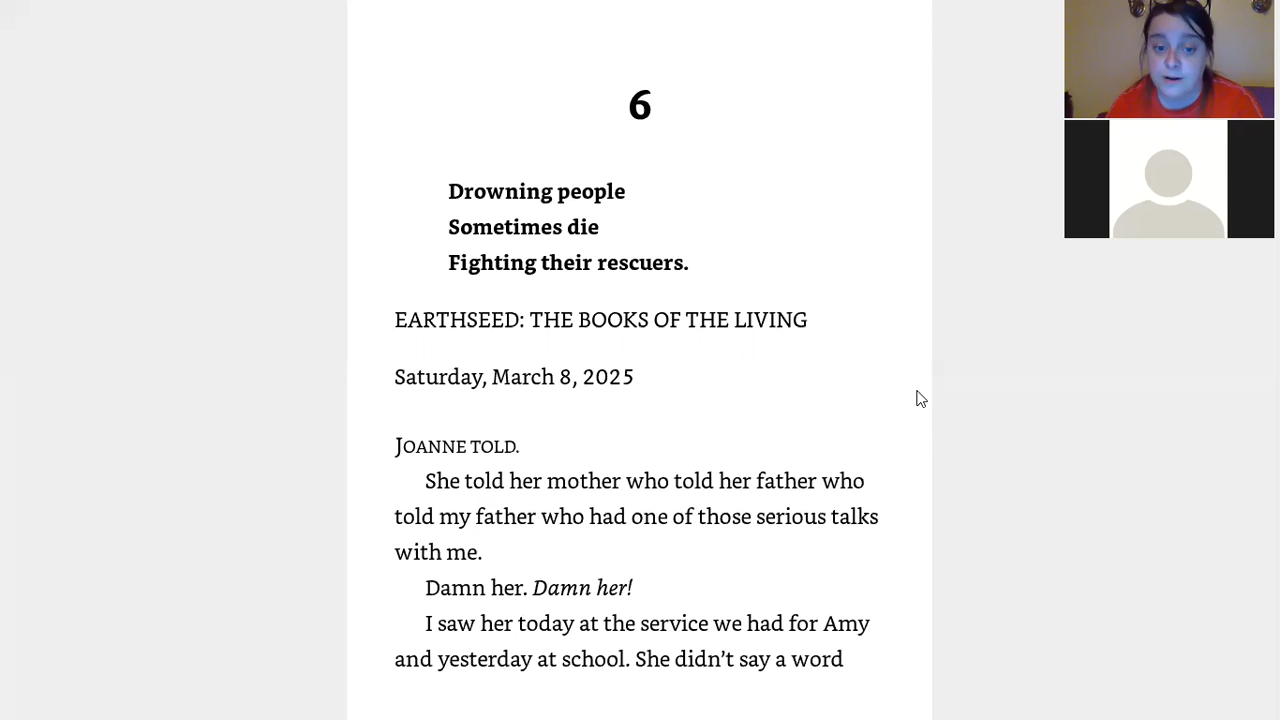 6
Drowning people
Sometimes die
Fighting their rescuers.
EARTHSEED: THE BOOKS OF THE LIVING
Saturday, March 8, 2025
JOANNE TOLD.
She told her mother who told her father who
told my father who had one of those serious talks
with me.
Damn her. Damn her!
I saw her today at the service we had for Amy
and yesterday at school. She didn’t say a word